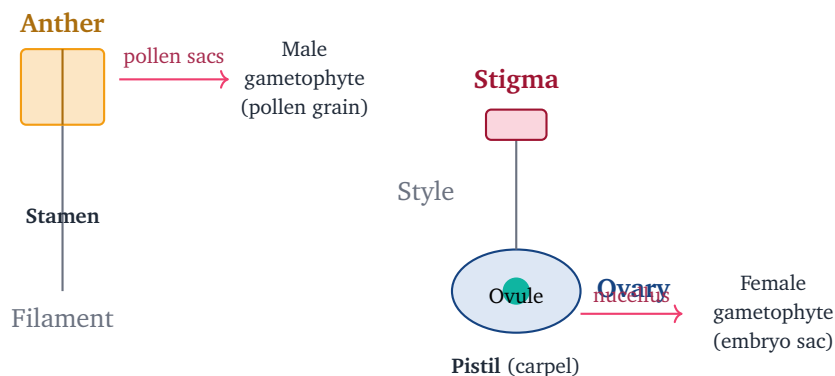 Anther
pollen sacs
Male
gametophyte
(pollen grain)
Stamen
Filament
Stigma
Style
Ovule
Ovary
nucellus
Female
gametophyte
(embryo sac)
Pistil (carpel)